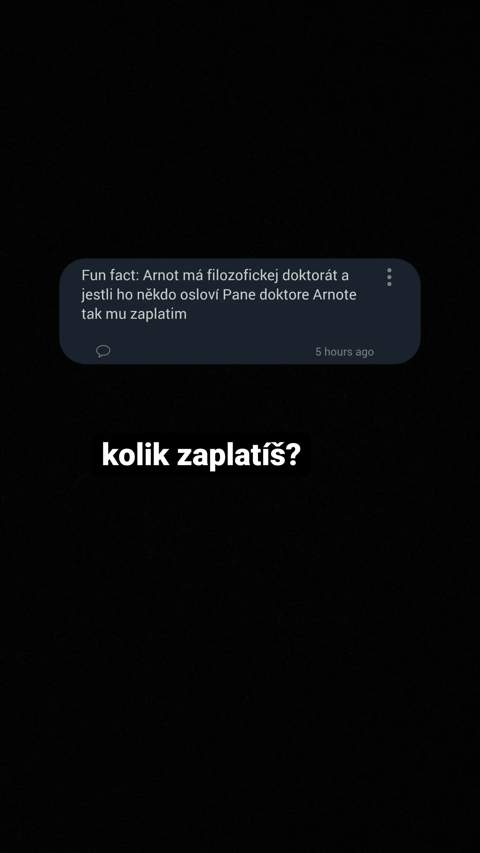 Fun fact: Arnot má filozofickej doktorát a
jestli ho někdo osloví Pane doktore Arnote
tak mu zaplatim
5 hours ago
kolik zaplatíš?